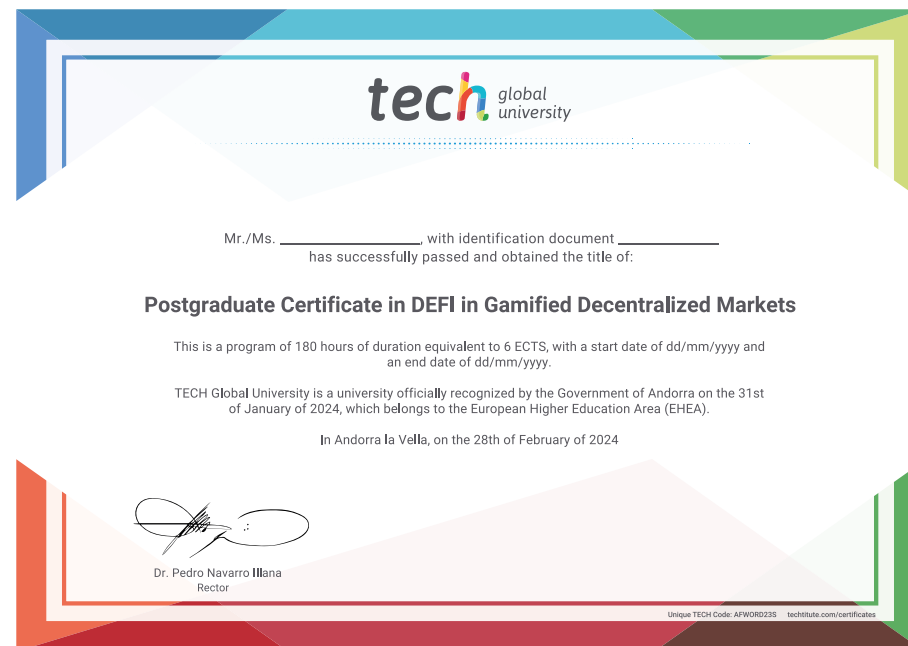 tech global
university
Mr./Ms. ____________________, with identification document ______________
has successfully passed and obtained the title of:
Postgraduate Certificate in DEFI in Gamified Decentralized Markets
This is a program of 180 hours of duration equivalent to 6 ECTS, with a start date of dd/mm/yyyy and
an end date of dd/mm/yyyy.
TECH Global University is a university officially recognized by the Government of Andorra on the 31st
of January of 2024, which belongs to the European Higher Education Area (EHEA).
In Andorra la Vella, on the 28th of February of 2024
Dr. Pedro Navarro Illana
Rector
Unique TECH Code: AFWORD23S techtitute.com/certificates